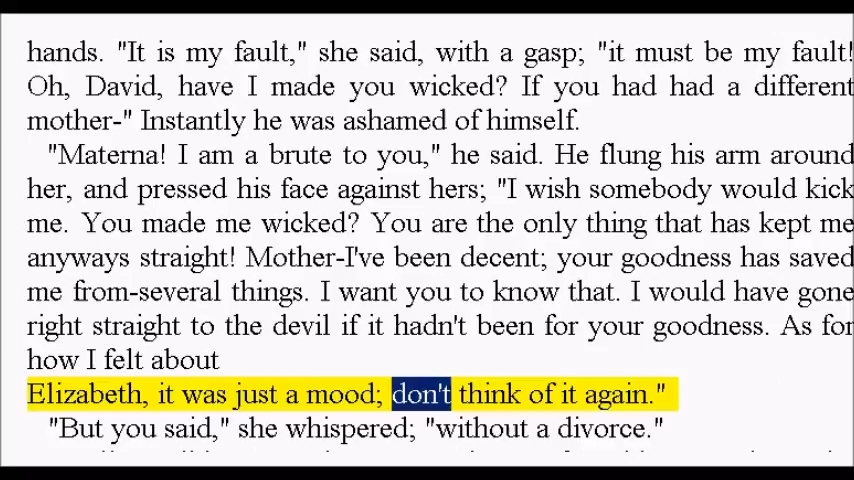 hands. "It is my fault," she said, with a gasp; "it must be my fault!
Oh, David, have I made you wicked? If you had had a different
mother-" Instantly he was ashamed of himself.
"Materna! I am a brute to you," he said. He flung his arm around
her, and pressed his face against hers; "I wish somebody would kick
me. You made me wicked? You are the only thing that has kept me
anyways straight! Mother-I've been decent; your goodness has saved
me from-several things. I want you to know that. I would have gone
right straight to the devil if it hadn't been for your goodness. As for
how I felt about
Elizabeth, it was just a mood; don't think of it again."
"But you said," she whispered; "without a divorce."